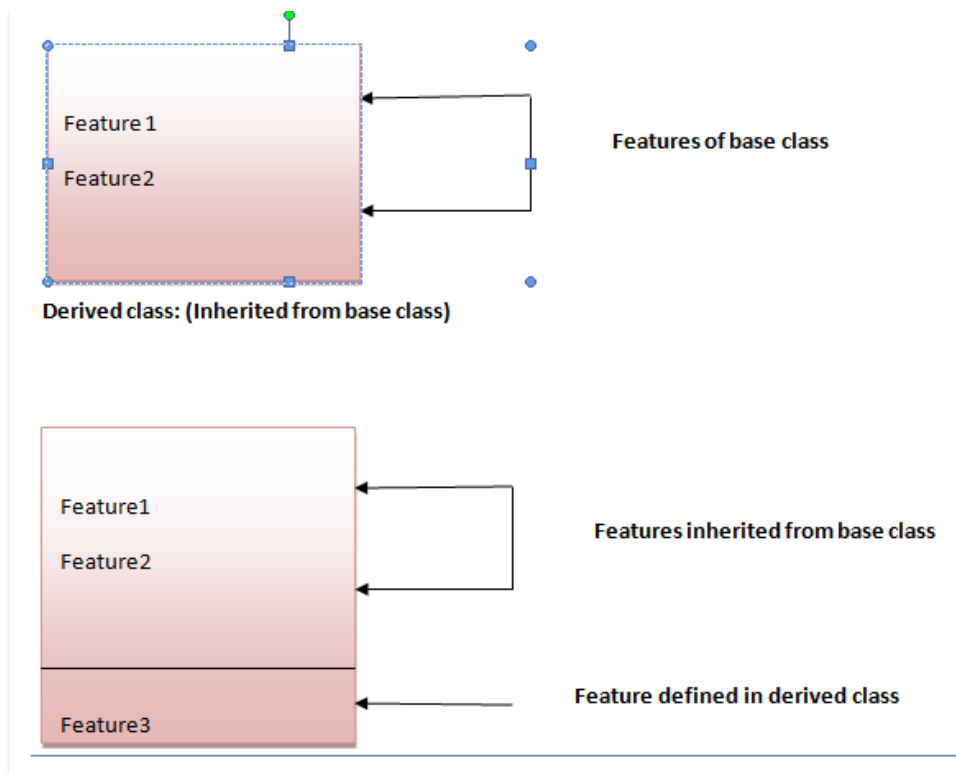 Feature 1
Features of base class
Feature2
Derived class: (Inherited from base class)
Feature1
Features inherited from base class
Feature2
Feature defined in derived class
Feature3